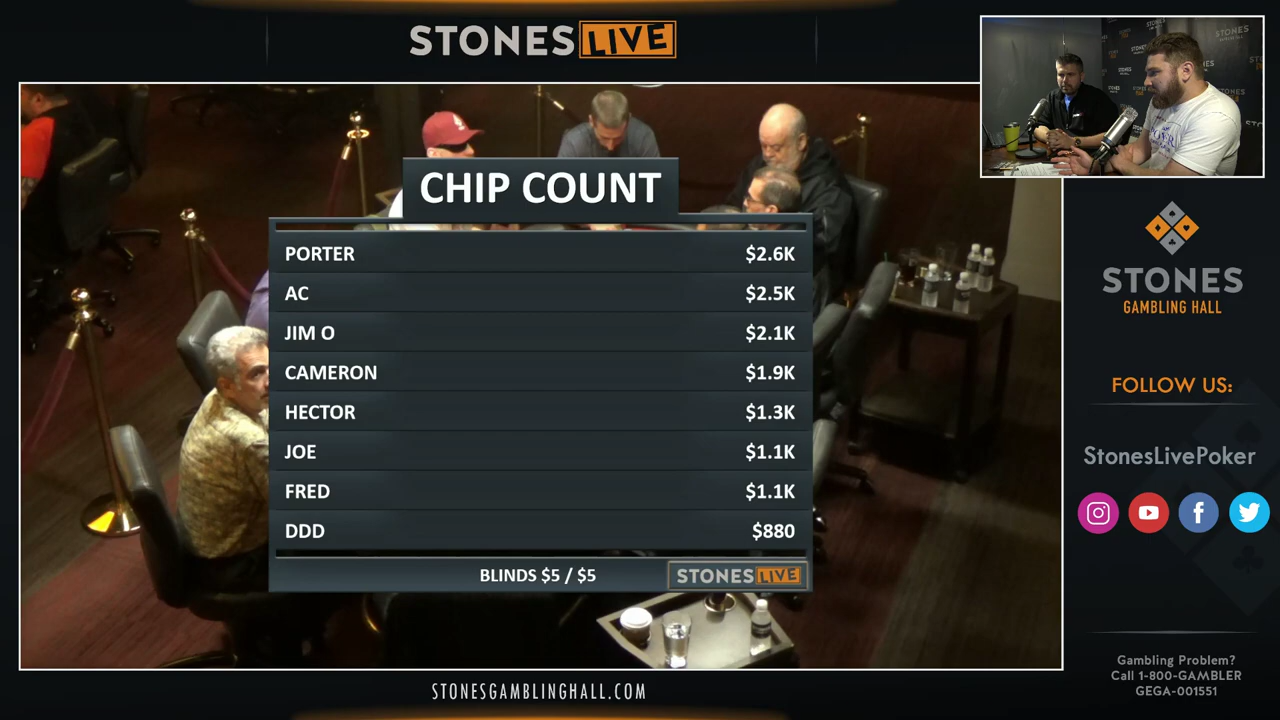 STONES LIVE
CHIP COUNT
PORTER $2.6K
AC $2.5K
JIM O $2.1K
CAMERON $1.9K
HECTOR $1.3K
JOE $1.1K
FRED $1.1K
DDD $880
BLINDS $5 / $5
STONES LIVE
STONESGAMBLINGHALL.COM
STONES
GAMBLING HALL
FOLLOW US:
StonesLivePoker
Gambling Problem?
Call 1-800-GAMBLER
GEGA-001551